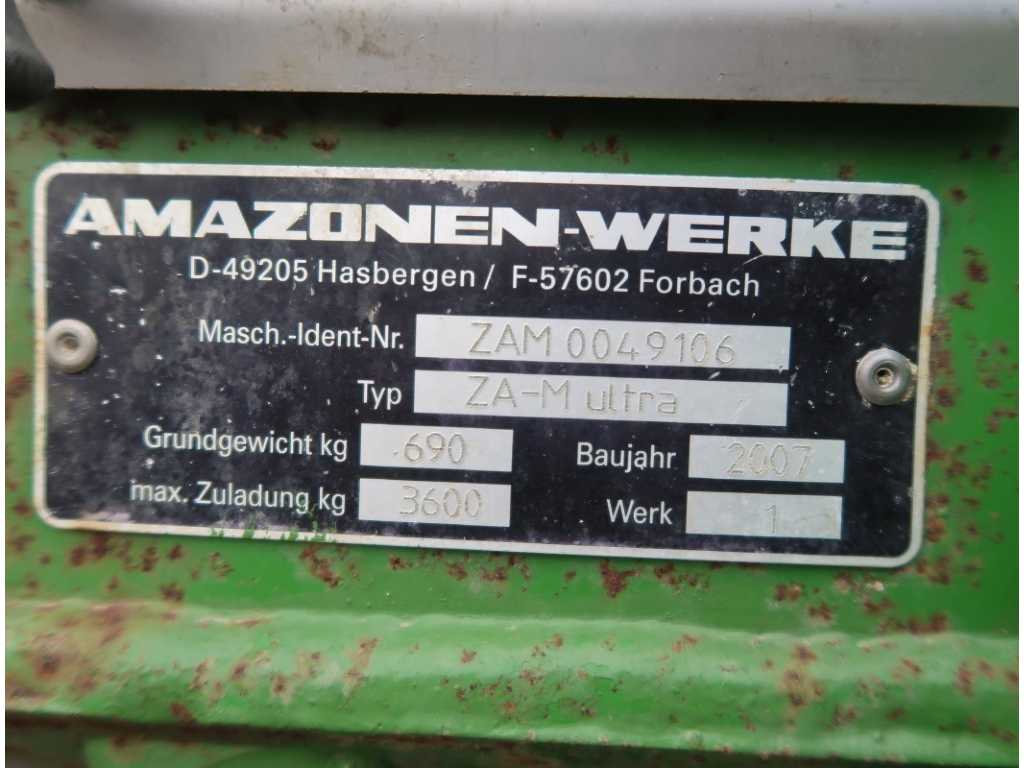 AMAZONEN-WERKE
D-49205 Hasbergen / F-57602 Forbach
Masch.-Ident-Nr. ZAM 0049106
Typ ZA-M ultra
Grundgewicht kg 690 Baujahr 2007
max. Zuladung kg 3600 Werk 1